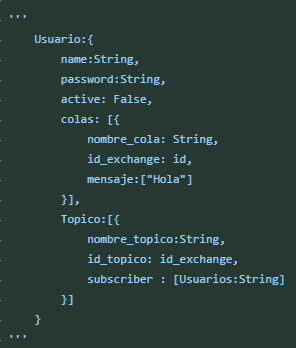 '''
Usuario:{
name:String,
password:String,
active: False,
colas: [{
nombre_cola: String,
id_exchange: id,
mensaje:["Hola"]
}],
Topico:[{
nombre_topico:String,
id_topico: id_exchange,
subscriber : [Usuarios:String]
}]
}
'''